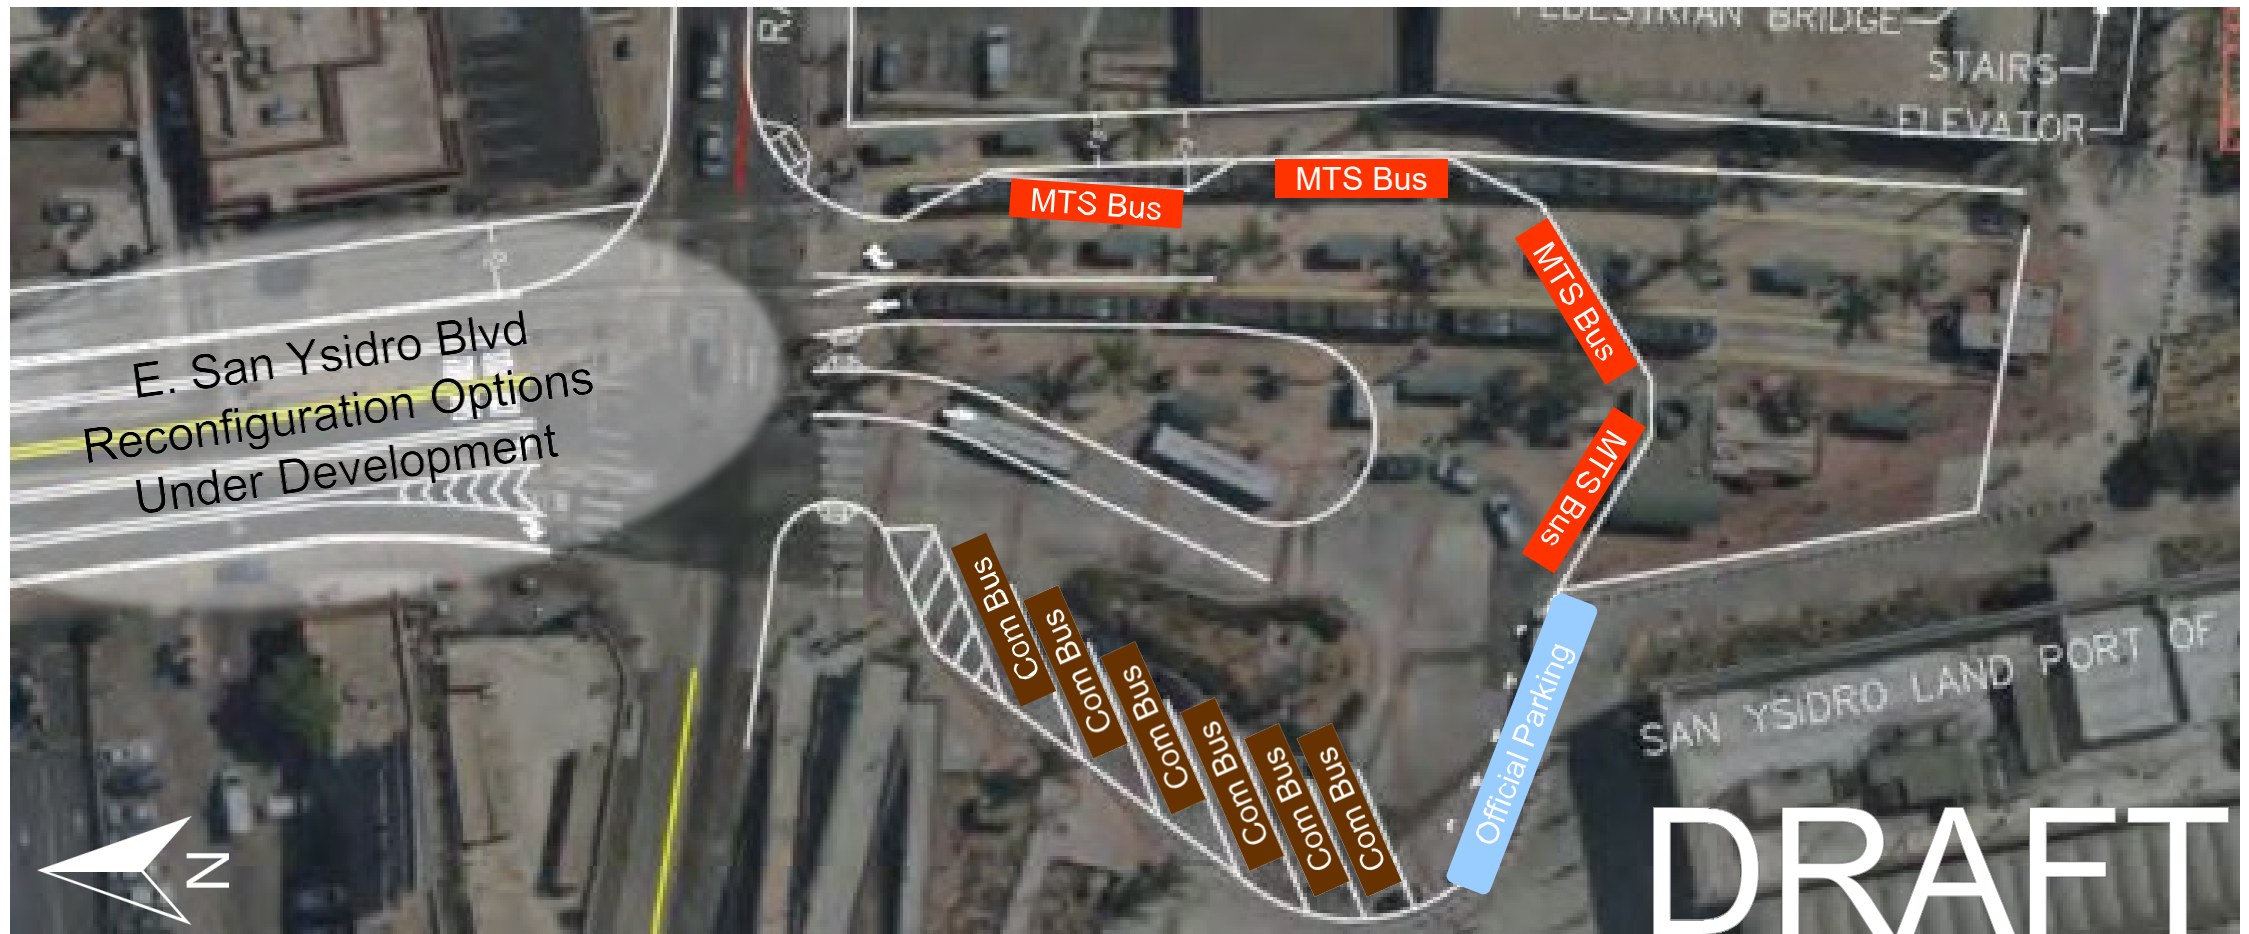 PEDESTRIAN BRIDGE
STAIRS
ELEVATOR
MTS Bus
MTS Bus
MTS Bus
MTS Bus
E. San Ysidro Blvd
Reconfiguration Options
Under Development
Com Bus
Com Bus
Com Bus
Com Bus
Com Bus
Com Bus
Official Parking
SAN YSIDRO LAND PORT OF
N
DRAFT